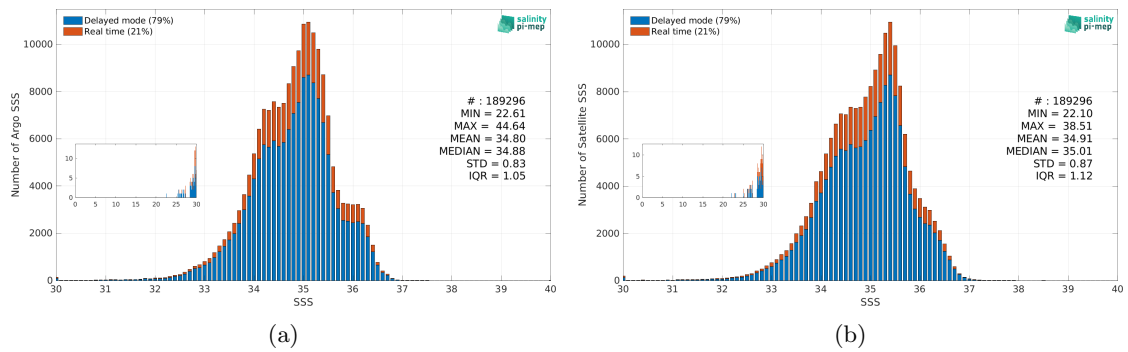 Delayed mode (79%)
Real time (21%)
salinity
pi-mep
10000
8000
6000
4000
2000
0
Number of Argo SSS
# : 189296
MIN = 22.61
MAX = 44.64
MEAN = 34.80
MEDIAN = 34.88
STD = 0.83
IQR = 1.05
10
5
0
0 5 10 15 20 25 30
30 31 32 33 34 35 36 37 38 39 40
SSS
(a)
Delayed mode (79%)
Real time (21%)
salinity
pi-mep
10000
8000
6000
4000
2000
0
Number of Satellite SSS
# : 189296
MIN = 22.10
MAX = 38.51
MEAN = 34.91
MEDIAN = 35.01
STD = 0.87
IQR = 1.12
10
5
0
0 5 10 15 20 25 30
30 31 32 33 34 35 36 37 38 39 40
SSS
(b)